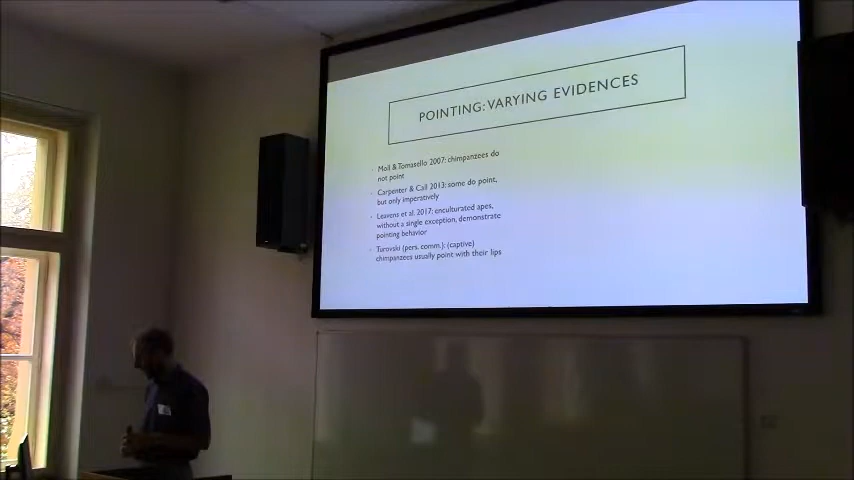 POINTING: VARYING EVIDENCES
Moll & Tomasello 2007: chimpanzees do
not point
Carpenter & Call 2013: some do point,
but only imperatively
Leavens et al. 2017: enculturated apes,
without a single exception, demonstrate
pointing behavior
Turovski (pers. comm.): (captive)
chimpanzees usually point with their lips